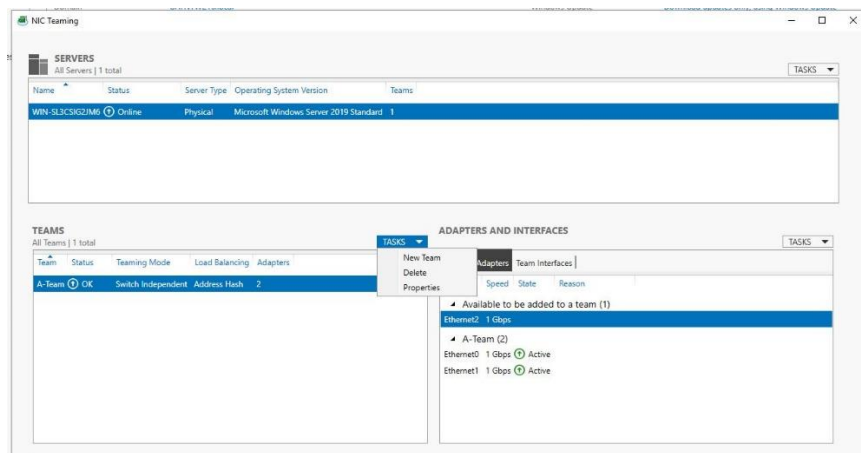 NIC Teaming
SERVERS
All Servers | 1 total
TASKS
Name Status Server Type Operating System Version Teams
WIN-SL3CSIG2JM6 Online Physical Microsoft Windows Server 2019 Standard 1
TEAMS
All Teams | 1 total
TASKS
New Team
Delete
Properties
Team Status Teaming Mode Load Balancing Adapters
A-Team OK Switch Independent Address Hash 2
ADAPTERS AND INTERFACES
TASKS
Adapters Team Interfaces
Speed State Reason
Available to be added to a team (1)
Ethernet2 1 Gbps
A-Team (2)
Ethernet0 1 Gbps Active
Ethernet1 1 Gbps Active